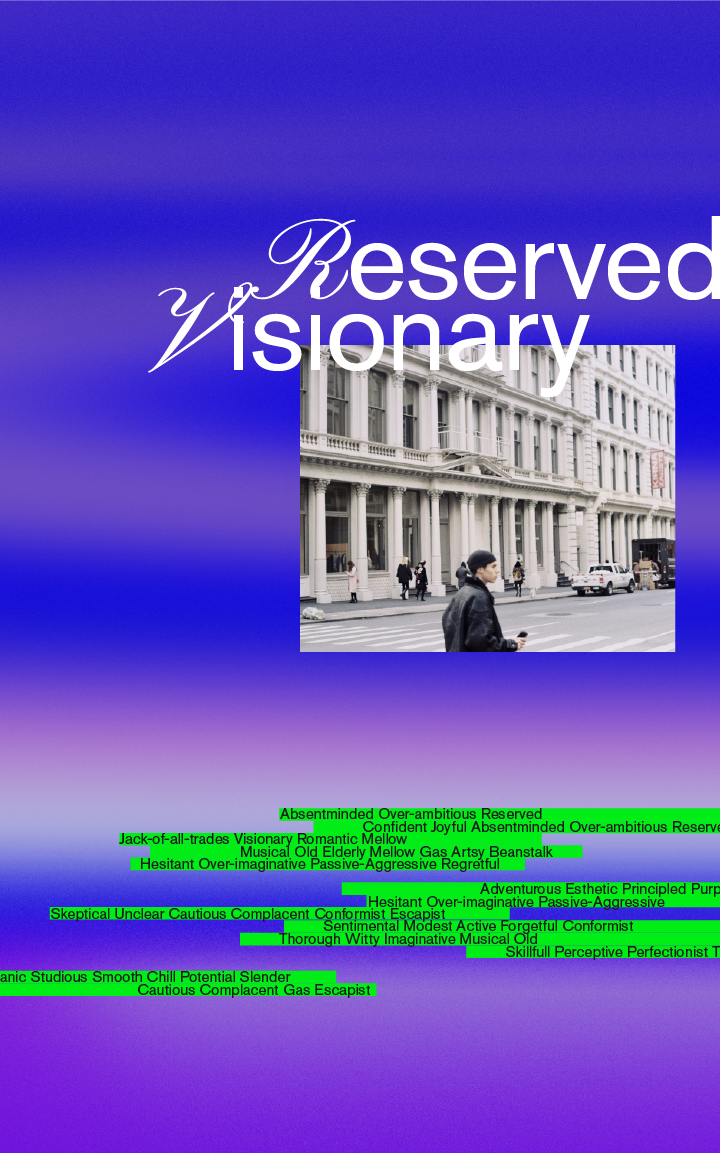 Reserved
Visionary
Absentminded Over-ambitious Reserved
Confident Joyful Absentminded Over-ambitious Reserve
Jack-of-all-trades Visionary Romantic Mellow
Musical Old Elderly Mellow Gas Artsy Beanstalk
Hesitant Over-imaginative Passive-Aggressive Regretful
Adventurous Esthetic Principled Purp
Hesitant Over-imaginative Passive-Aggressive
Skeptical Unclear Cautious Complacent Conformist Escapist
Sentimental Modest Active Forgetful Conformist
Thorough Witty Imaginative Musical Old
Skillfull Perceptive Perfectionist T
anic Studious Smooth Chill Potential Slender
Cautious Complacent Gas Escapist